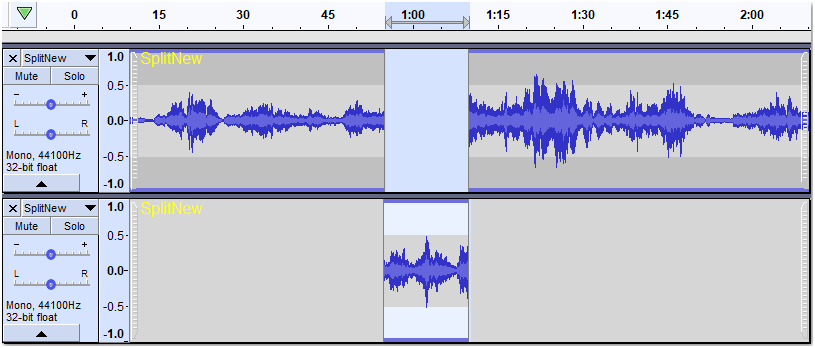 0 15 30 45 1:00 1:15 1:30 1:45 2:00
SplitNew 1.0 SplitNew
Mute Solo 0.5
- +
L R 0.0
Mono, 44100Hz -0.5
32-bit float
-1.0
SplitNew 1.0 SplitNew
Mute Solo 0.5
- +
L R 0.0
Mono, 44100Hz -0.5
32-bit float
-1.0